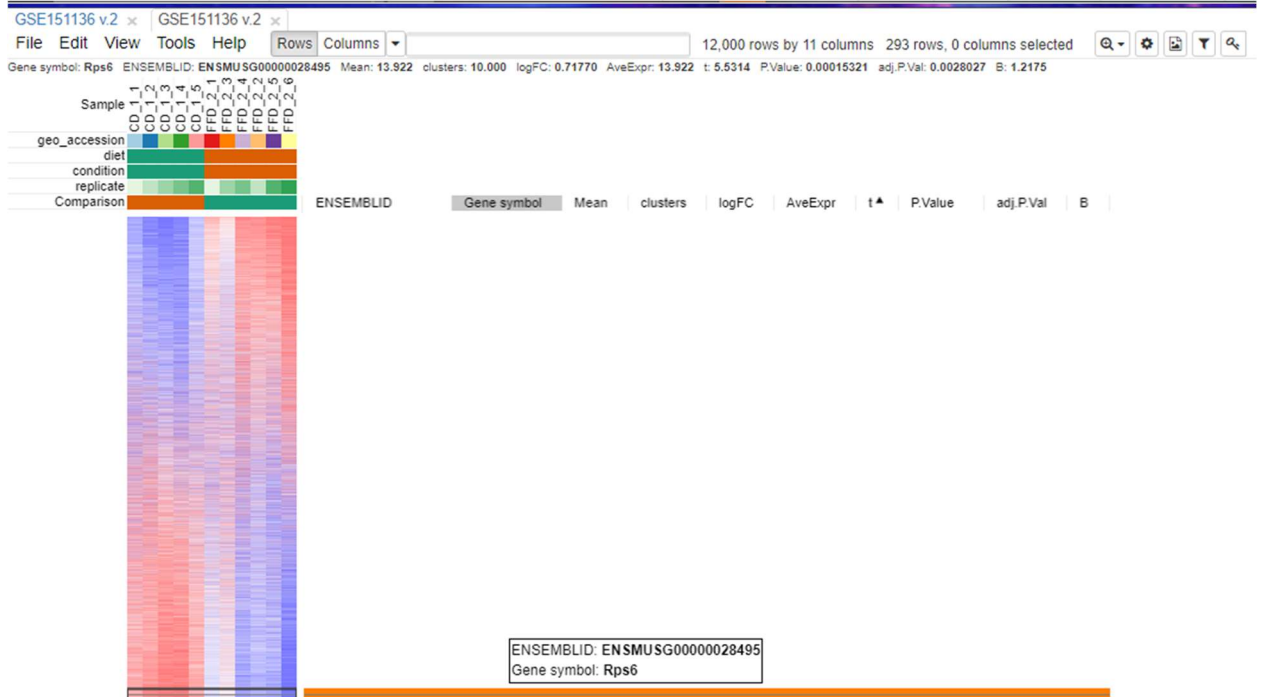 GSE151136 v.2 × GSE151136 v.2 ×
File Edit View Tools Help Rows Columns 12,000 rows by 11 columns 293 rows, 0 columns selected
Gene symbol: Rps6 ENSEMBLID: ENSMUSG00000028495 Mean: 13.922 clusters: 10.000 logFC: 0.71770 AveExpr: 13.922 t: 5.5314 P.Value: 0.00015321 adj.P.Val: 0.0028027 B: 1.2175
Sample CD_1_1 CD_1_2 CD_1_3 CD_1_4 CD_1_5 FFD_2_1 FFD_2_3 FFD_2_4 FFD_2_2 FFD_2_5 FFD_2_6
geo_accession
diet
condition
replicate
Comparison ENSEMBLID Gene symbol Mean clusters logFC AveExpr t P.Value adj.P.Val B
ENSEMBLID: ENSMUSG00000028495
Gene symbol: Rps6